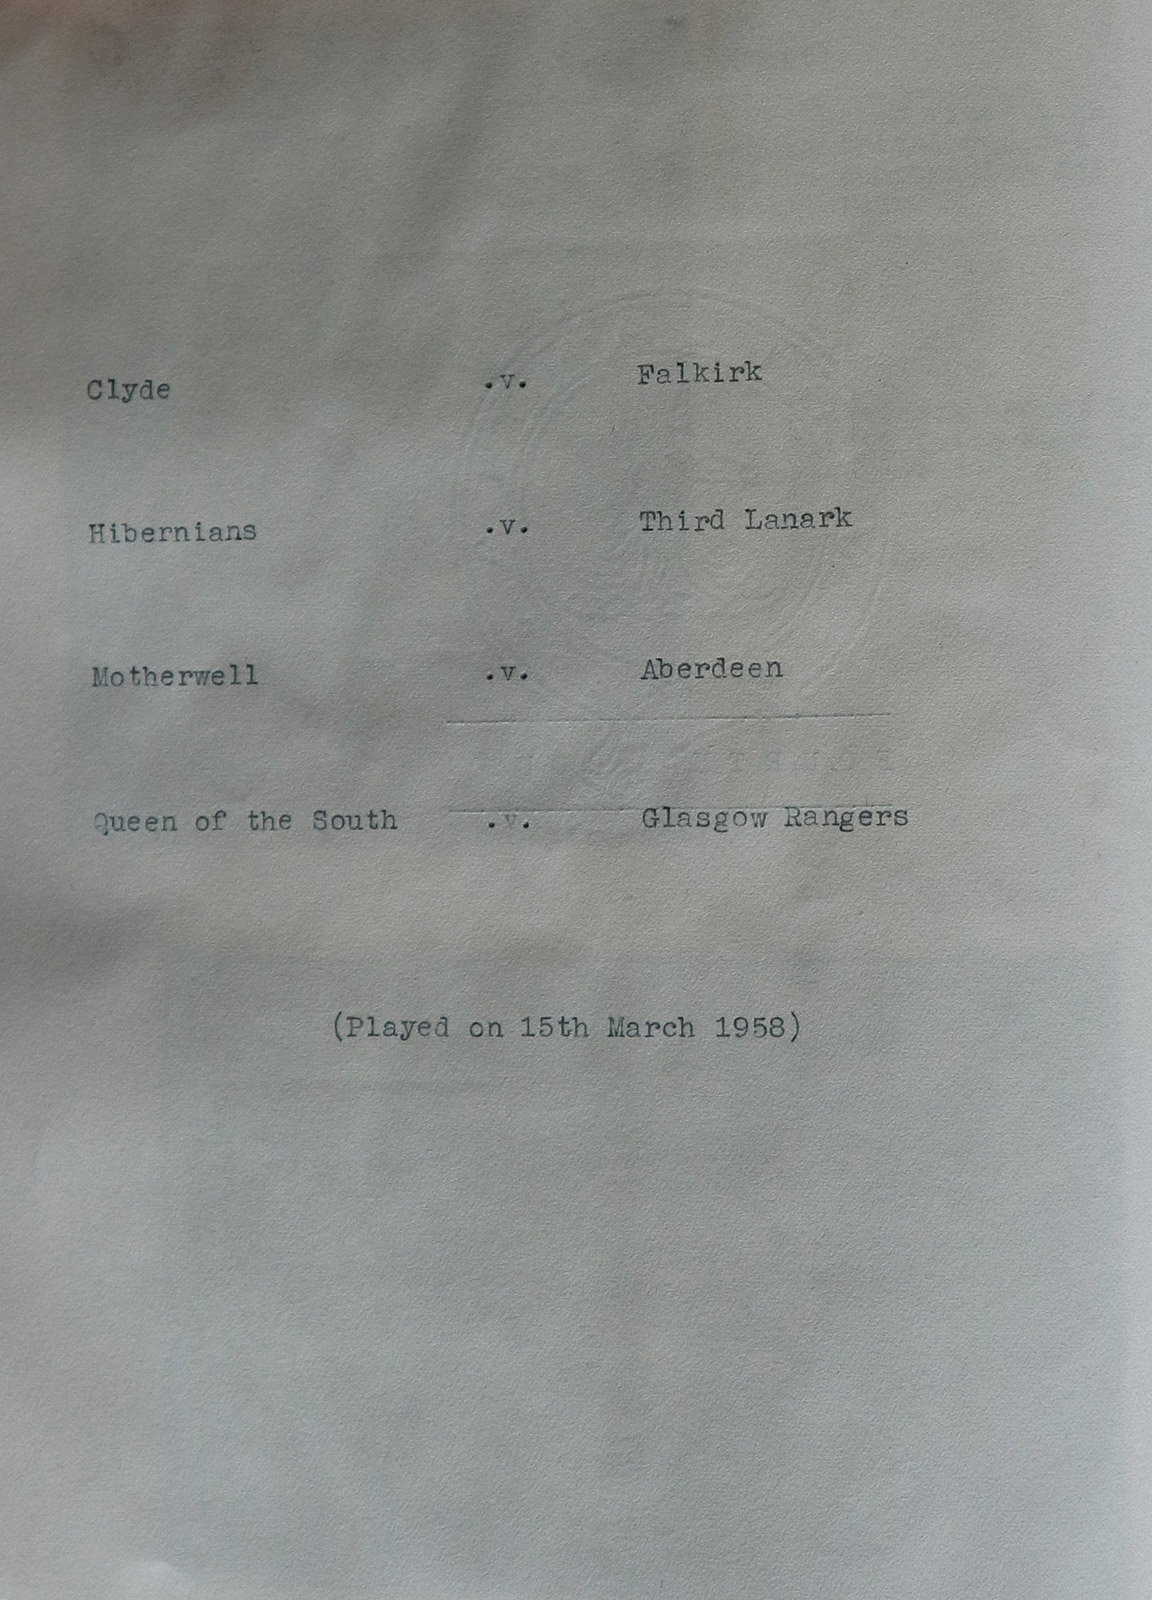 Clyde .v. Falkirk
Hibernians .v. Third Lanark
Motherwell .v. Aberdeen
Queen of the South .v. Glasgow Rangers
(Played on 15th March 1958)